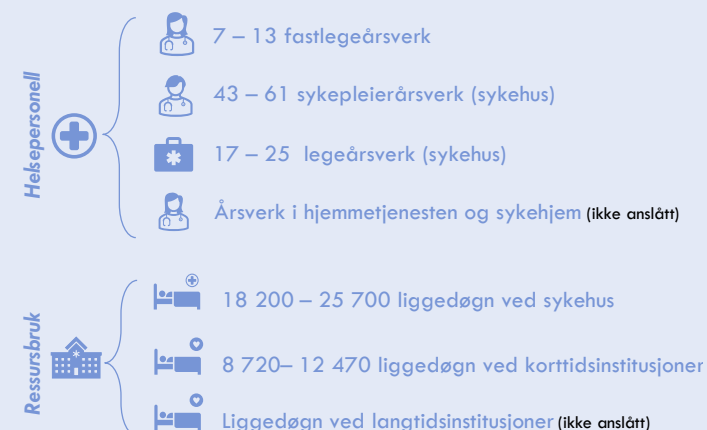 Helsepersonell
7 – 13 fastlegeårsverk
43 – 61 sykepleierårsverk (sykehus)
17 – 25 legeårsverk (sykehus)
Årsverk i hjemmetjenesten og sykehjem (ikke anslått)
Ressursbruk
18 200 – 25 700 liggedøgn ved sykehus
8 720– 12 470 liggedøgn ved korttidsinstitusjoner
Liggedøgn ved langtidsinstitusjoner (ikke anslått)